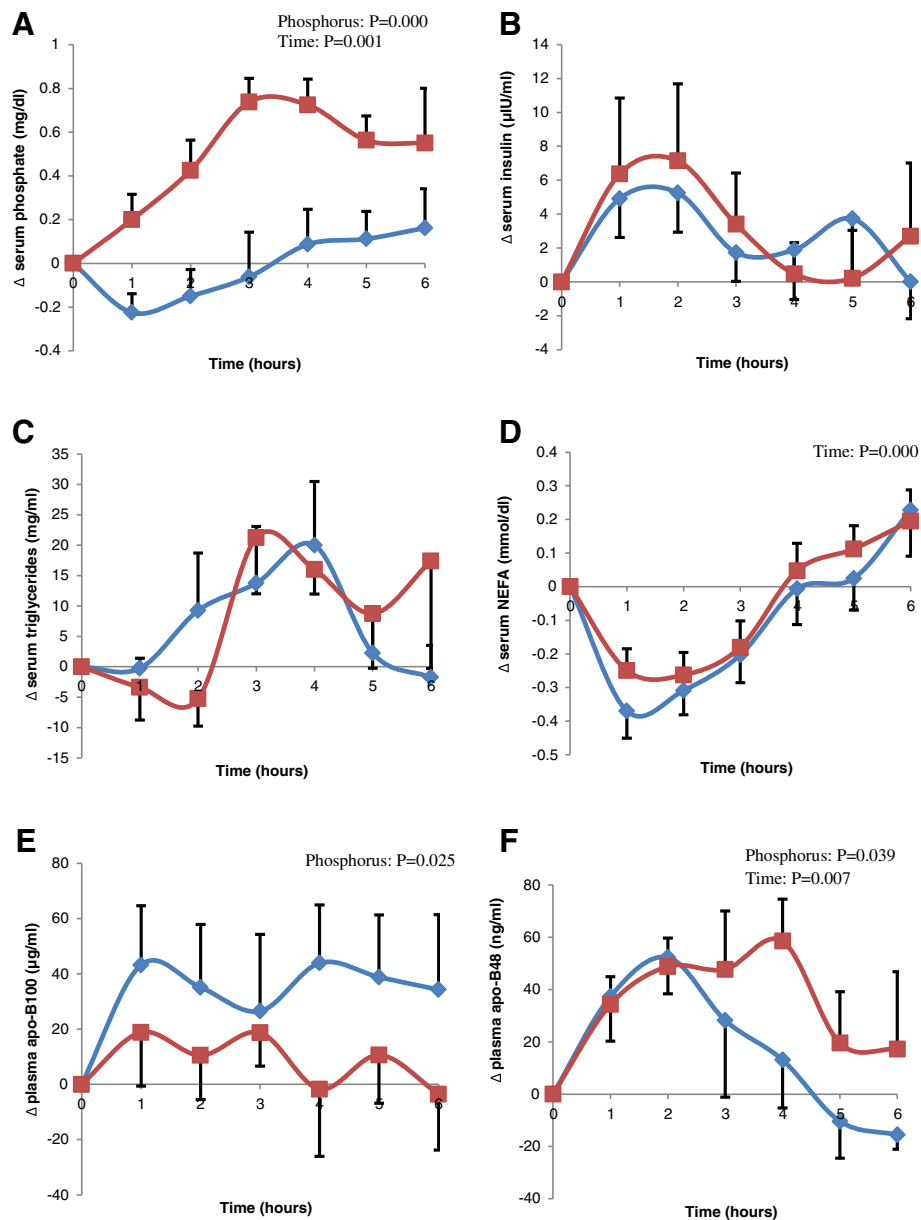 A
Phosphorus: P=0.000
Time: P=0.001
Δ serum phosphate (mg/dl)
1
0.8
0.6
0.4
0.2
0
-0.2
-0.4
0 1 2 3 4 5 6
Time (hours)
B
Δ serum insulin (µIU/ml)
14
12
10
8
6
4
2
0
-2
-4
0 1 2 3 4 5 6
Time (hours)
C
Δ serum triglycerides (mg/ml)
35
30
25
20
15
10
5
0
-5
-10
-15
0 1 2 3 4 5 6
Time (hours)
D
Time: P=0.000
Δ serum NEFA (mmol/dl)
0.4
0.3
0.2
0.1
0
-0.1
-0.2
-0.3
-0.4
-0.5
0 1 2 3 4 5 6
Time (hours)
E
Phosphorus: P=0.025
Δ plasma apo-B100 (µg/ml)
80
60
40
20
0
-20
-40
0 1 2 3 4 5 6
Time (hours)
F
Phosphorus: P=0.039
Time: P=0.007
Δ plasma apo-B48 (ng/ml)
80
60
40
20
0
-20
-40
0 1 2 3 4 5 6
Time (hours)